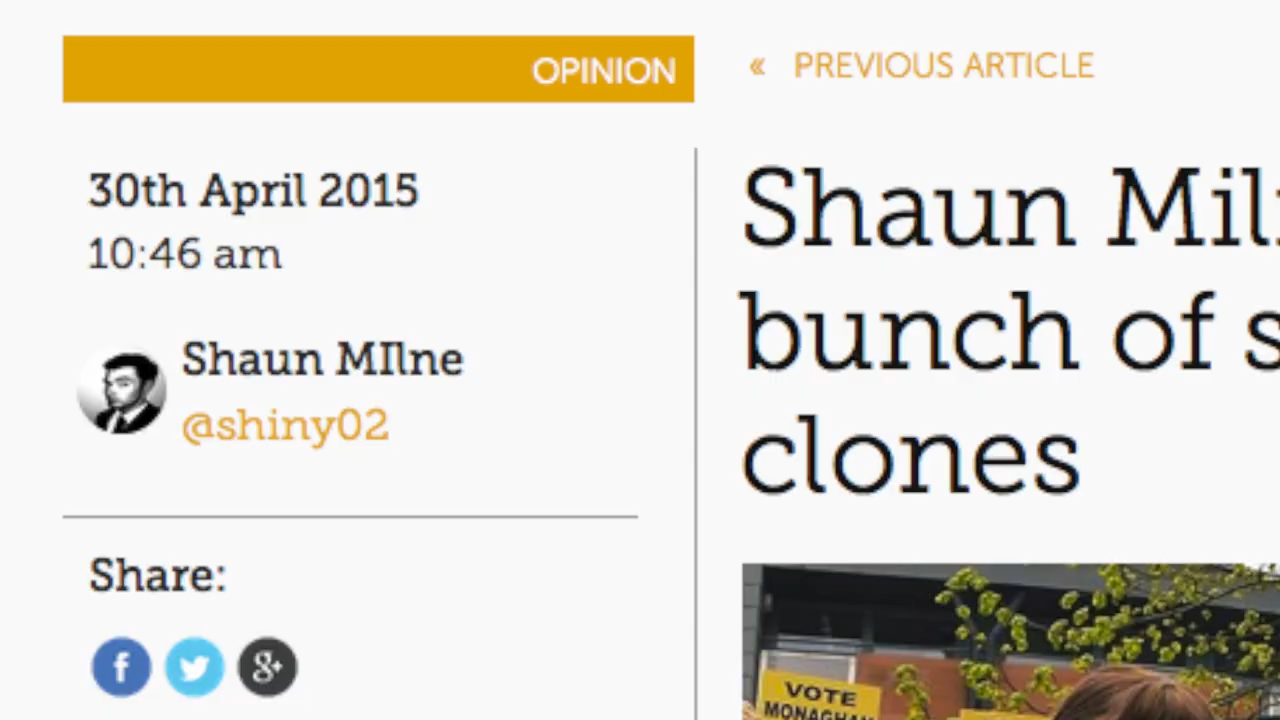 OPINION
« PREVIOUS ARTICLE
30th April 2015
10:46 am
Shaun MIlne
@shiny02
Share:
Shaun Mil
bunch of s
clones
VOTE
MONAGHAN